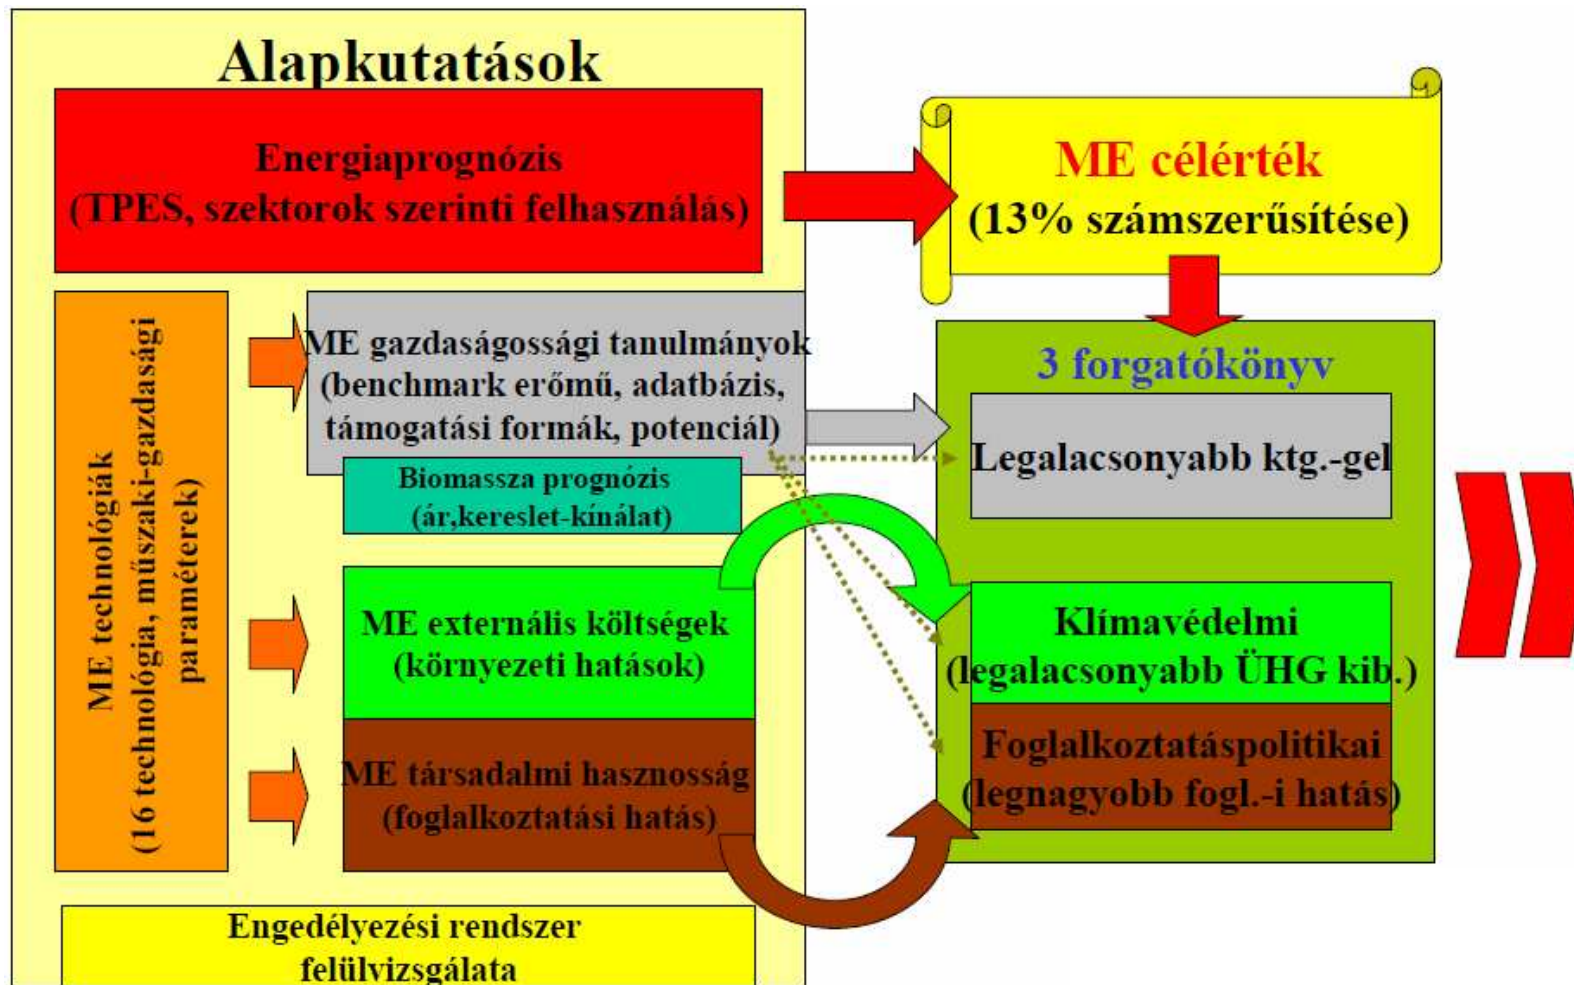 Alapkutatások
Energiaprognózis
(TPES, szektorok szerinti felhasználás)
ME célérték
(13% számszerűsítése)
ME technológiák
(16 technológia, műszaki-gazdasági
paraméterek)
ME gazdaságossági tanulmányok
(benchmark erőmű, adatbázis,
támogatási formák, potenciál)
Biomassza prognózis
(ár,kereslet-kínálat)
ME externális költségek
(környezeti hatások)
ME társadalmi hasznosság
(foglalkoztatási hatás)
Engedélyezési rendszer
felülvizsgálata
3 forgatókönyv
Legalacsonyabb ktg.-gel
Klímavédelmi
(legalacsonyabb ÜHG kib.)
Foglalkoztatáspolitikai
(legnagyobb fogl.-i hatás)